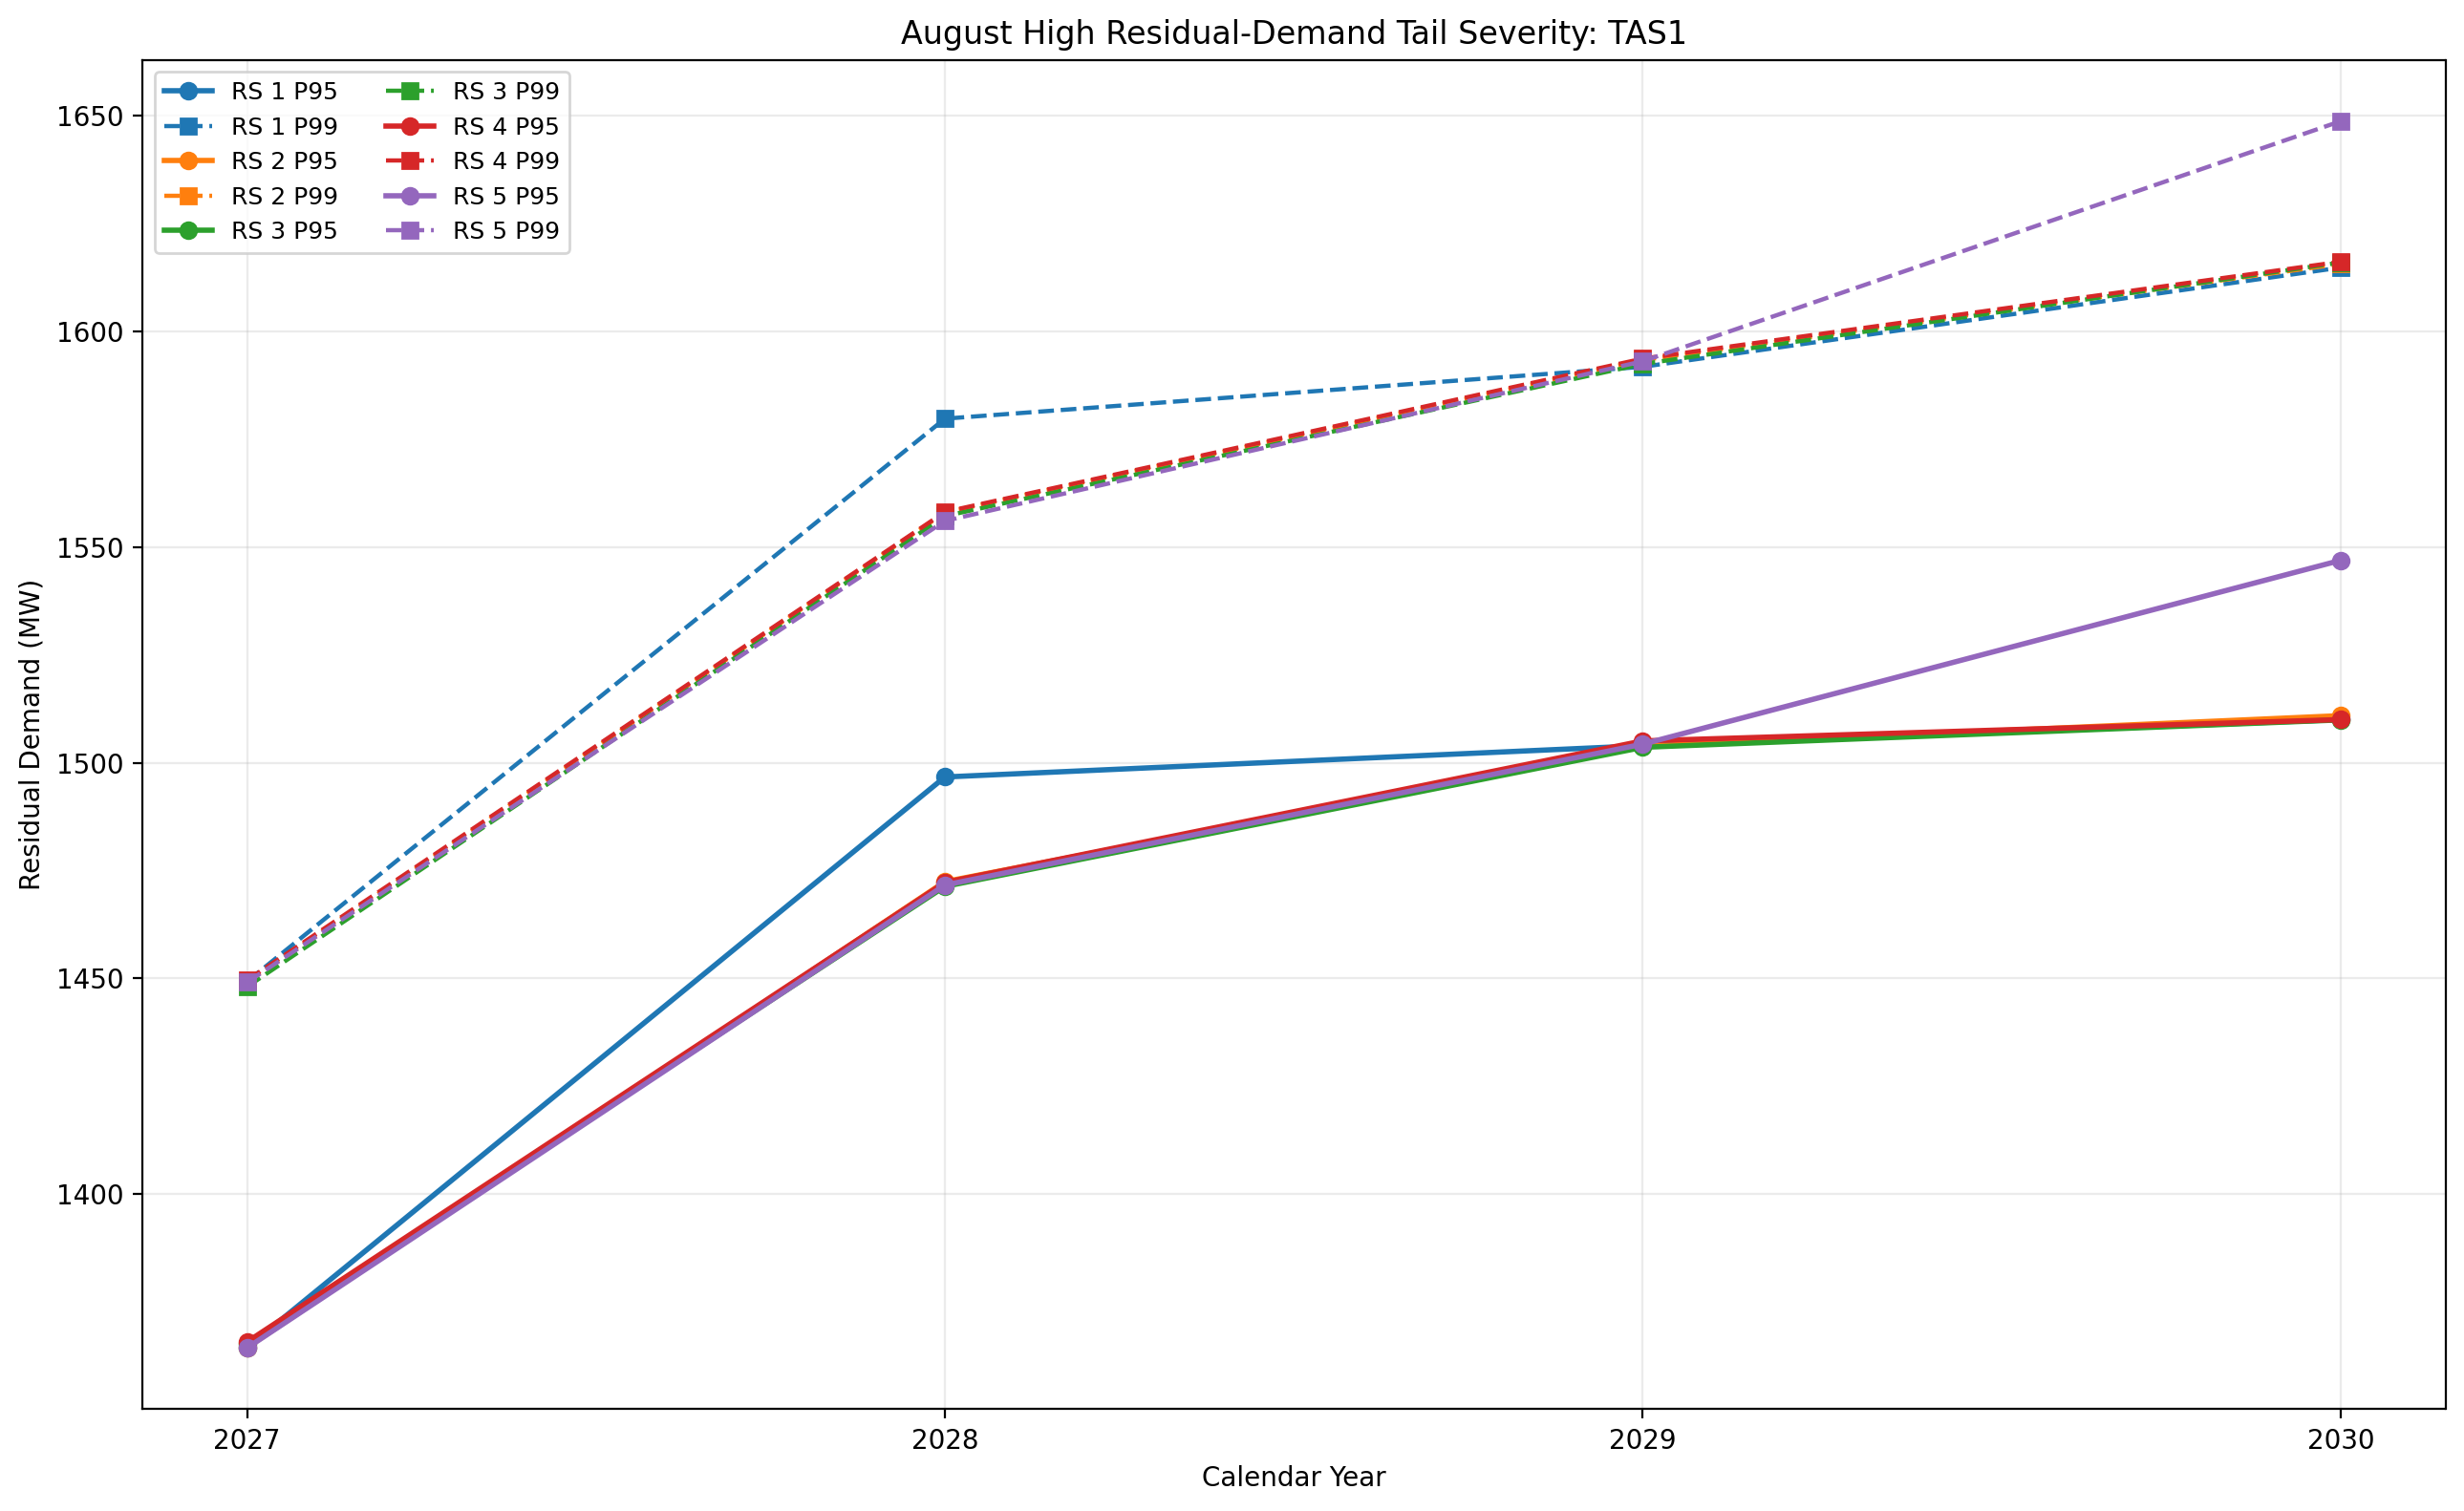 August High Residual-Demand Tail Severity: TAS1
RS 1 P95
RS 1 P99
RS 2 P95
RS 2 P99
RS 3 P95
RS 3 P99
RS 4 P95
RS 4 P99
RS 5 P95
RS 5 P99
1650
1600
1550
1500
1450
1400
Residual Demand (MW)
2027
2028
2029
2030
Calendar Year